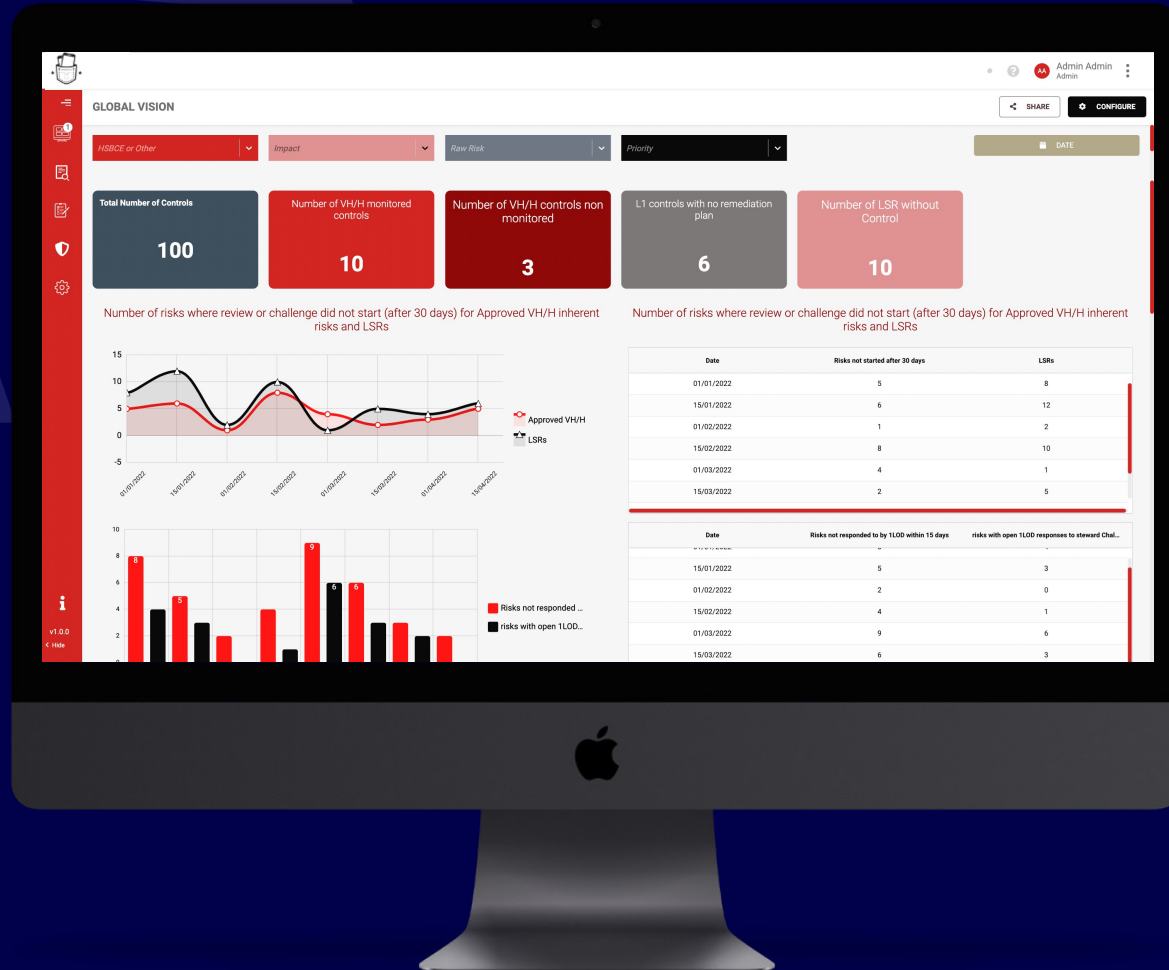 Admin Admin
AA
Admin
GLOBAL VISION
SHARE
CONFIGURE
1
HSBCE or Other
Impact
Raw Risk
Priority
DATE
Total Number of Controls
100
Number of VH/H monitored
controls
10
Number of VH/H controls non
monitored
3
L1 controls with no remediation
plan
6
Number of LSR without
Control
10
Number of risks where review or challenge did not start (after 30 days) for Approved VH/H inherent
risks and LSRs
15
10
5
0
-5
01/01/2022
15/01/2022
01/02/2022
15/02/2022
01/03/2022
15/03/2022
01/04/2022
15/04/2022
Approved VH/H
LSRs
Number of risks where review or challenge did not start (after 30 days) for Approved VH/H inherent
risks and LSRs
Date Risks not started after 30 days LSRs
01/01/2022 5 8
15/01/2022 6 12
01/02/2022 1 2
15/02/2022 8 10
01/03/2022 4 1
15/03/2022 2 5
10
8
6
4
2
8
5
9
6
6
Risks not responded ...
risks with open 1LOD...
Date Risks not responded to by 1LOD within 15 days risks with open 1LOD responses to steward Chal...
15/01/2022 5 3
01/02/2022 2 0
15/02/2022 4 1
01/03/2022 9 6
15/03/2022 6 3
i
v1.0.0
< Hide